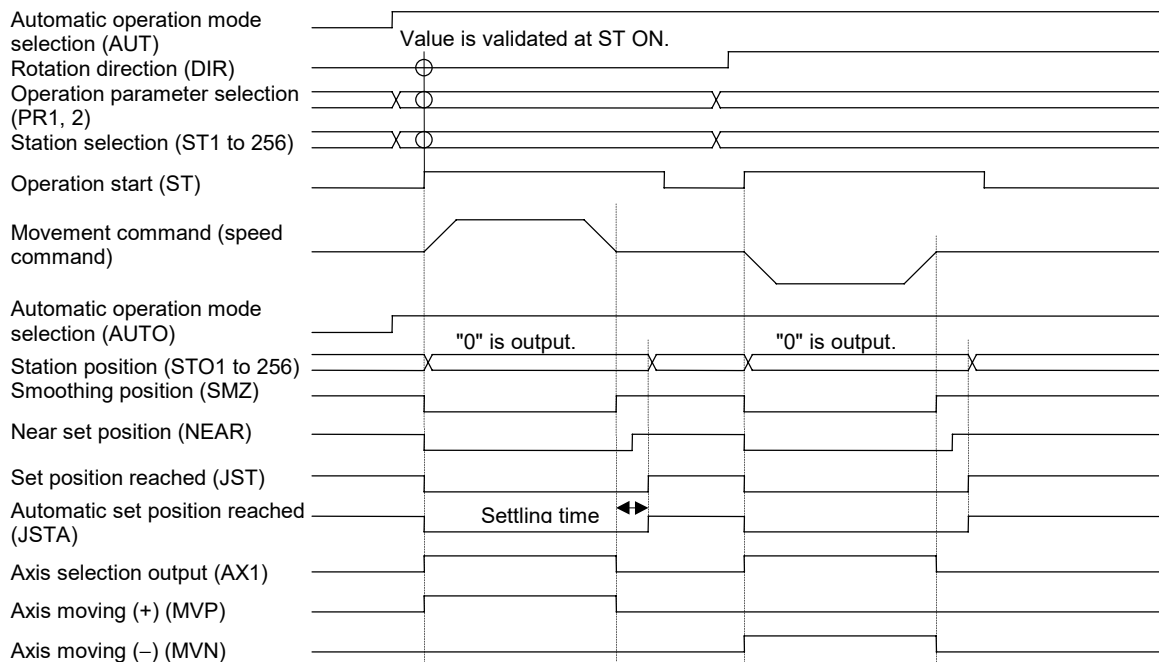 Automatic operation mode
selection (AUT)
Value is validated at ST ON.
Rotation direction (DIR)
Operation parameter selection
(PR1, 2)
Station selection (ST1 to 256)
Operation start (ST)
Movement command (speed
command)
Automatic operation mode
selection (AUTO)
"0" is output.
"0" is output.
Station position (STO1 to 256)
Smoothing position (SMZ)
Near set position (NEAR)
Set position reached (JST)
Automatic set position reached
(JSTA)
Settling time
Axis selection output (AX1)
Axis moving (+) (MVP)
Axis moving (−) (MVN)